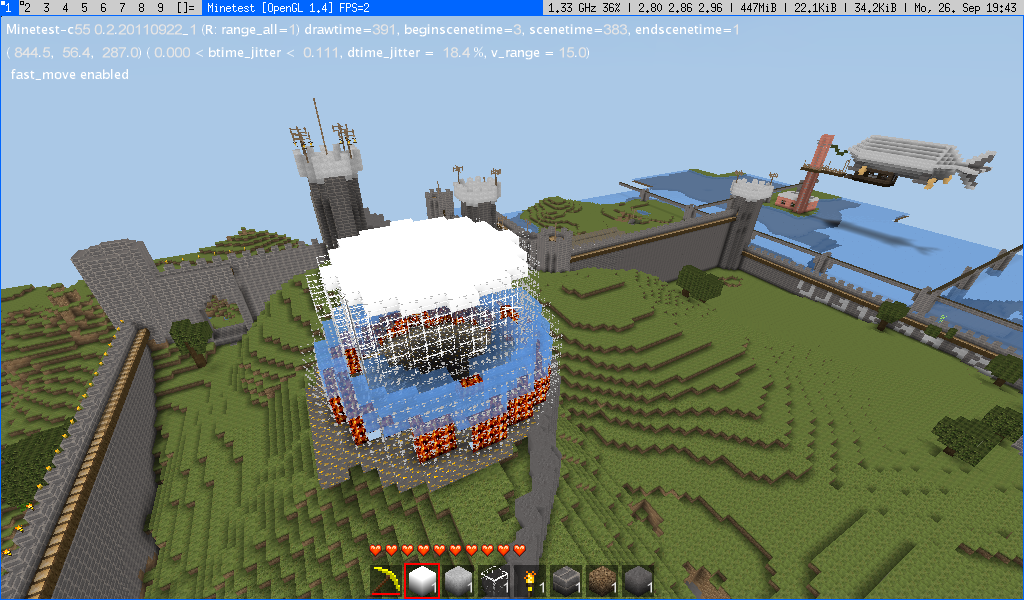 1 2 3 4 5 6 7 8 9 []= Minetest [OpenGL 1.4] FPS=2 1.33 GHz 36% | 2.80 2.86 2.96 | 447MiB | 22.1KiB | 34.2KiB | Mo, 26. Sep 19:43
Minetest-c55 0.2.20110922_1 (R: range_all=1) drawtime=391, beginscenetime=3, scenetime=383, endscenetime=1
( 844.5, 56.4, 287.0) ( 0.000 < btime_jitter < 0.111, dtime_jitter = 18.4 %, v_range = 15.0)
fast_move enabled
1 1 1 1 1 1 1